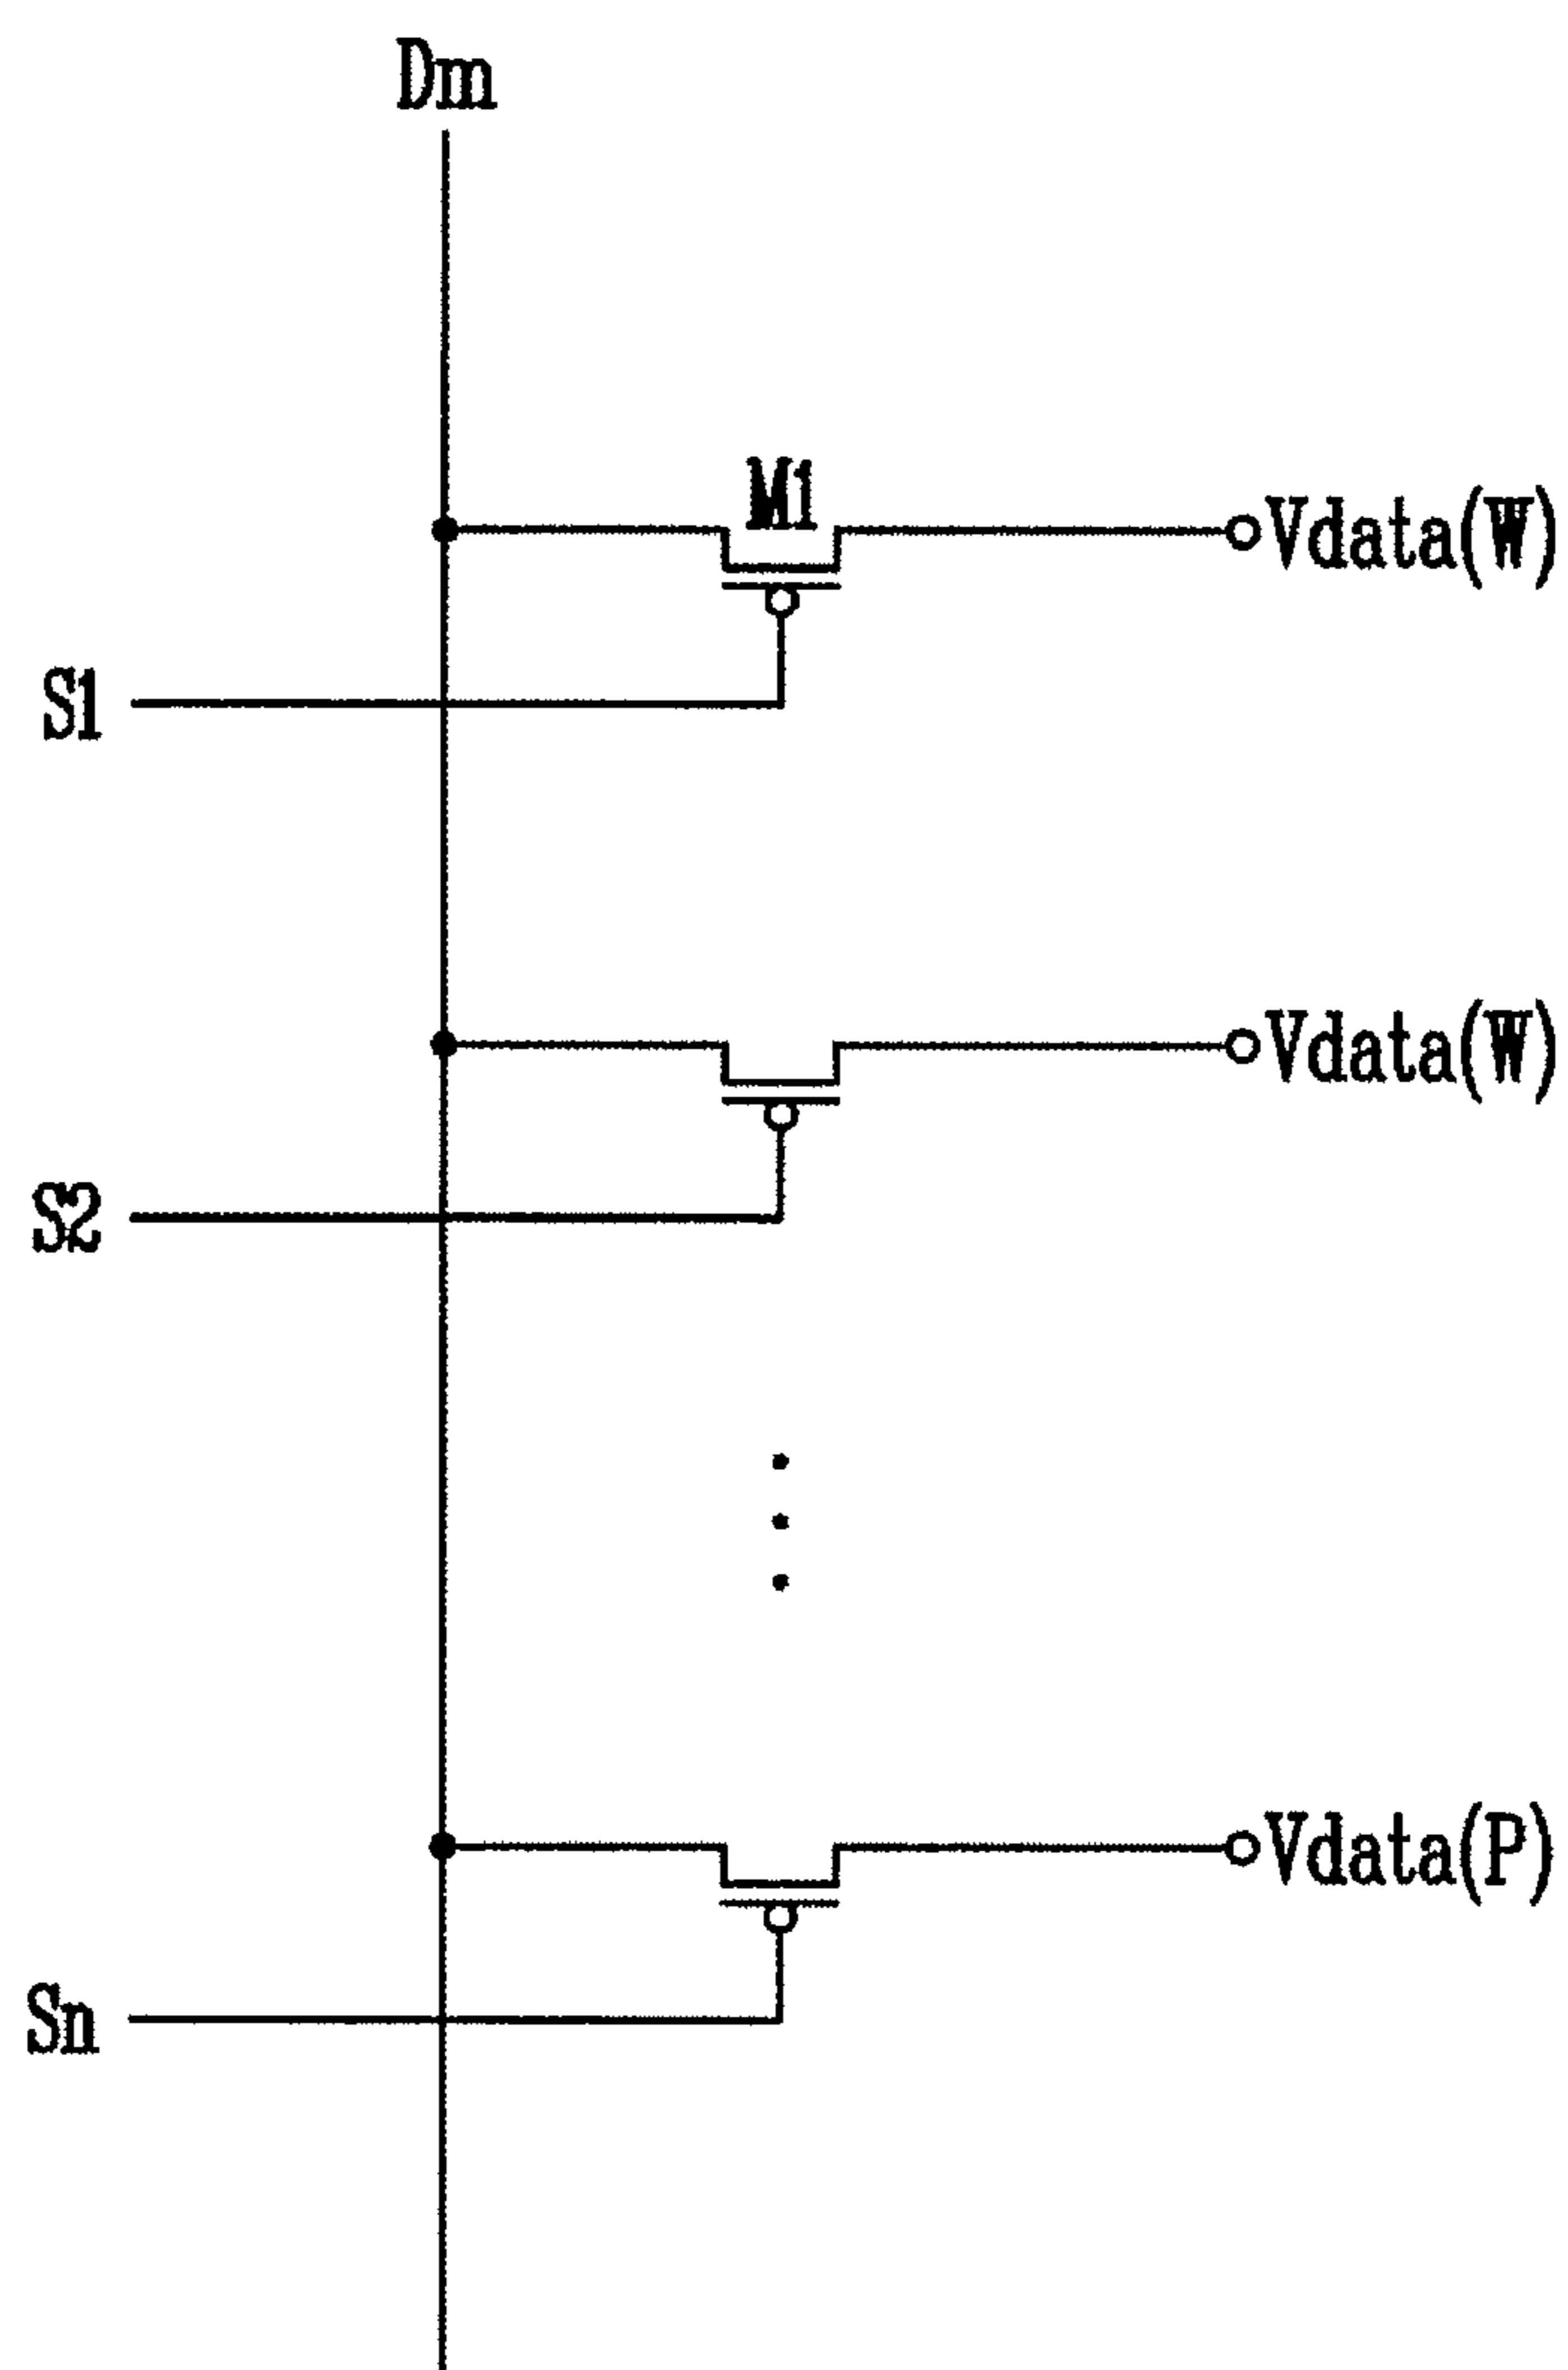 Dm
M1
Vdata(W)
S1
Vdata(W)
S2
Vdata(P)
Sn